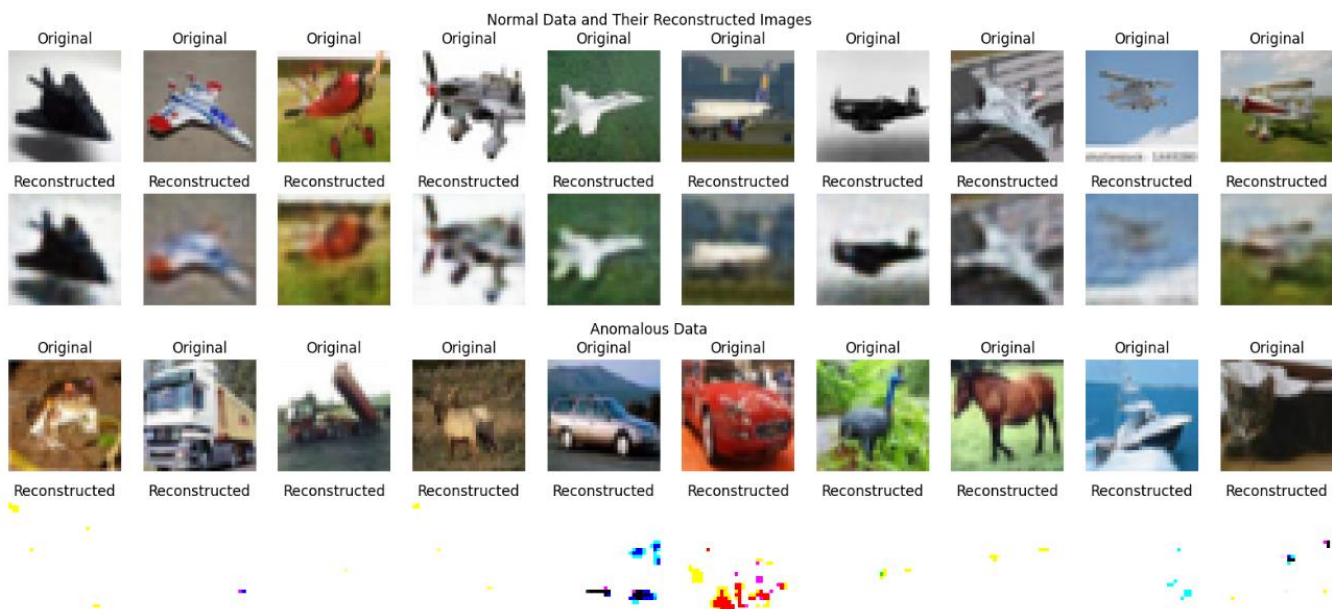 Normal Data and Their Reconstructed Images
Original Original Original Original Original Original Original Original Original Original
Reconstructed Reconstructed Reconstructed Reconstructed Reconstructed Reconstructed Reconstructed Reconstructed Reconstructed Reconstructed
Anomalous Data
Original Original Original Original Original Original Original Original Original Original
Reconstructed Reconstructed Reconstructed Reconstructed Reconstructed Reconstructed Reconstructed Reconstructed Reconstructed Reconstructed